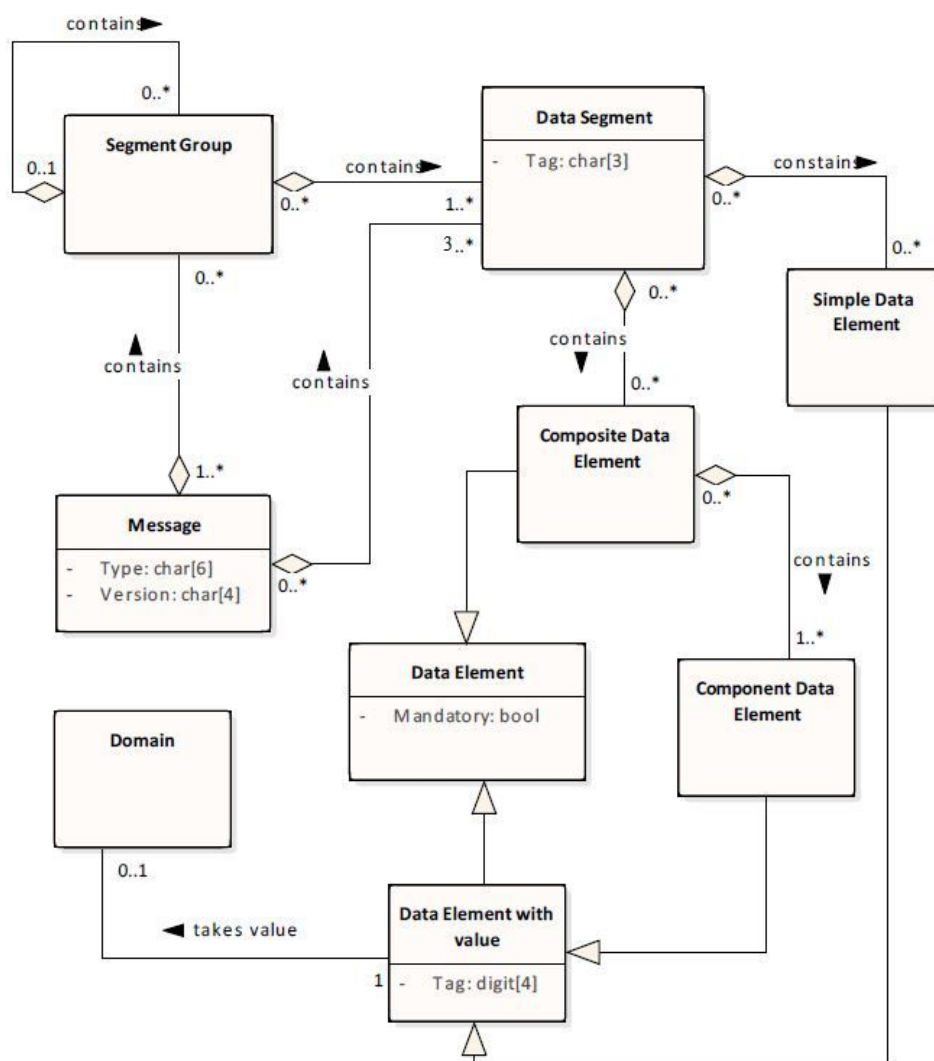 contains
0..*
Segment Group
0..1
contains
0..*
1..*
3..*
Data Segment
- Tag: char[3]
constains
0..*
0..*
Simple Data
Element
0..*
contains
0..*
0..*
contains
contains
1..*
Message
- Type: char[6]
- Version: char[4]
0..*
Composite Data
Element
0..*
contains
1..*
Data Element
- Mandatory: bool
Component Data
Element
Domain
0..1
takes value
Data Element with
value
1
- Tag: digit[4]